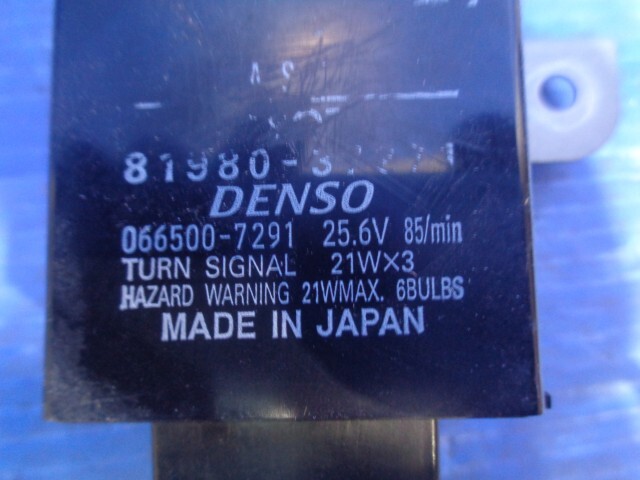 DENSO
066500-7291 25.6V 85/min
TURN SIGNAL 21W×3
HAZARD WARNING 21WMAX. 6BULBS
MADE IN JAPAN